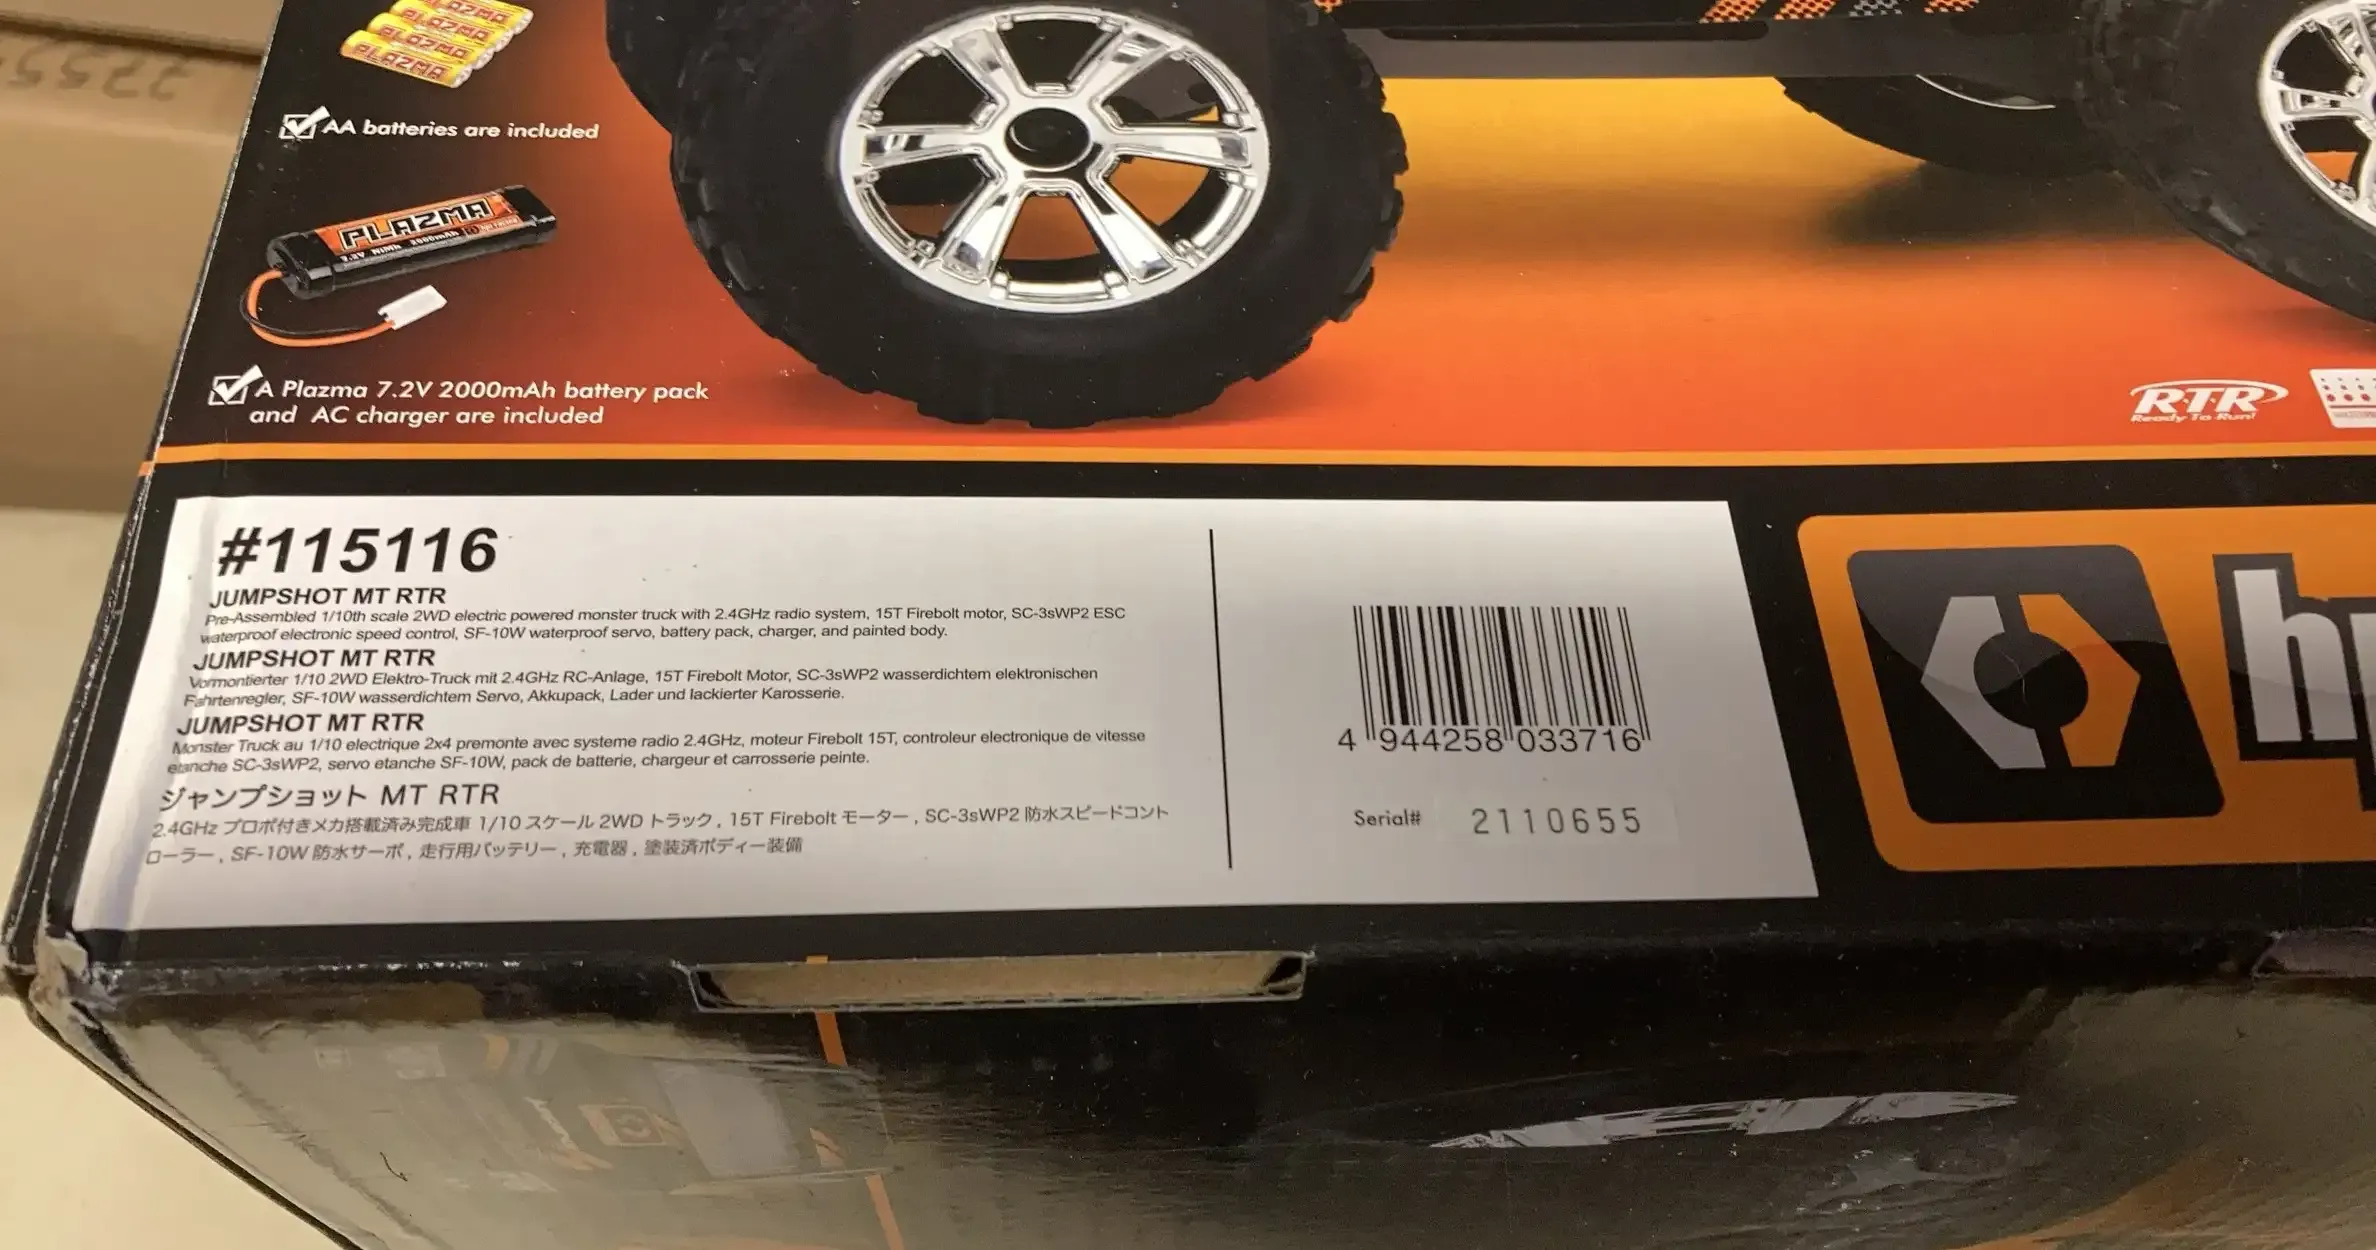 PLAZMA
PLAZMA
PLAZMA
PLAZMA
AA batteries are included
PLAZMA
7.2V NiMH 2000mAh hpi racing
A Plazma 7.2V 2000mAh battery pack
and AC charger are included
RTR
Ready To Run!
#115116
JUMPSHOT MT RTR
Pre-Assembled 1/10th scale 2WD electric powered monster truck with 2.4GHz radio system, 15T Firebolt motor, SC-3sWP2 ESC
waterproof electronic speed control, SF-10W waterproof servo, battery pack, charger, and painted body.
JUMPSHOT MT RTR
Vormontierter 1/10 2WD Elektro-Truck mit 2.4GHz RC-Anlage, 15T Firebolt Motor, SC-3sWP2 wasserdichtem elektronischen
Fahrtenregler, SF-10W wasserdichtem Servo, Akkupack, Lader und lackierter Karosserie.
JUMPSHOT MT RTR
Monster Truck au 1/10 electrique 2x4 premonte avec systeme radio 2.4GHz, moteur Firebolt 15T, controleur electronique de vitesse
etanche SC-3sWP2, servo etanche SF-10W, pack de batterie, chargeur et carrosserie peinte.
ジャンプショット MT RTR
2.4GHz プロポ付きメカ搭載済み完成車 1/10 スケール 2WD トラック , 15T Firebolt モーター , SC-3sWP2 防水スピードコント
ローラー , SF-10W 防水サーボ , 走行用バッテリー , 充電器 , 塗装済ボディー装備
4 944258 033716
Serial# 2110655
hp